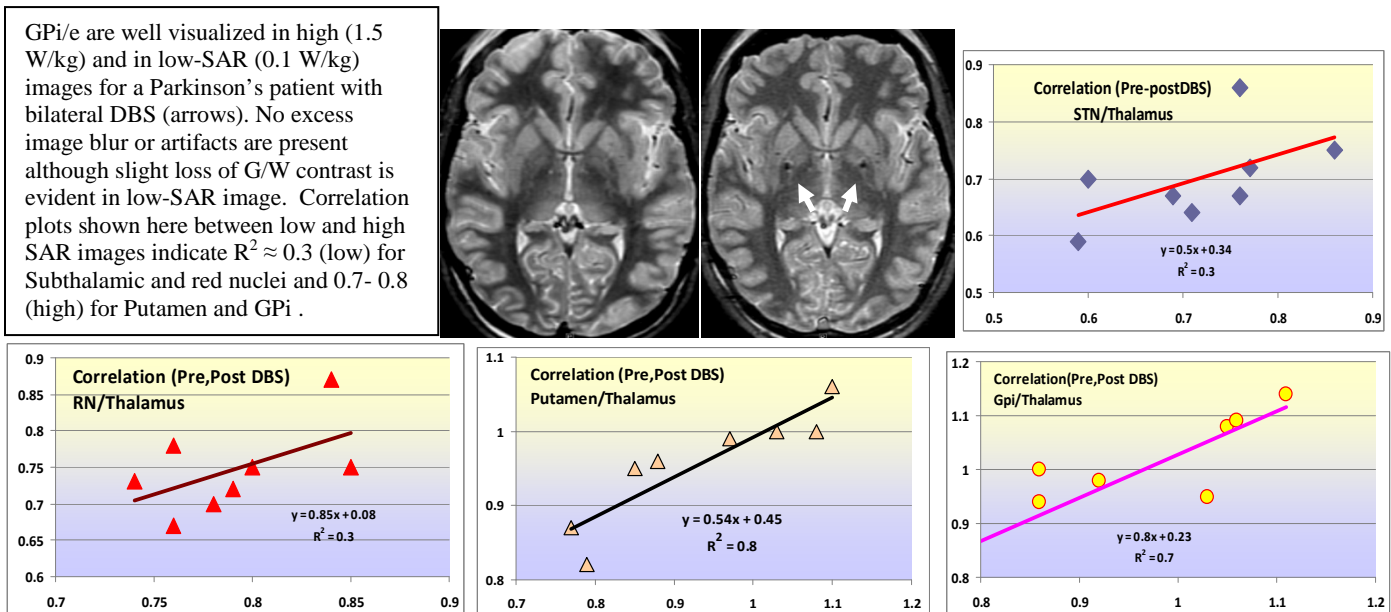 GPi/e are well visualized in high (1.5
W/kg) and in low-SAR (0.1 W/kg)
images for a Parkinson's patient with
bilateral DBS (arrows). No excess
image blur or artifacts are present
although slight loss of G/W contrast is
evident in low-SAR image.  Correlation
plots shown here between low and high
SAR images indicate R² ≈ 0.3 (low) for
Subthalamic and red nuclei and 0.7- 0.8
(high) for Putamen and GPi .
Correlation (Pre-postDBS)
STN/Thalamus
0.9
0.8
0.7
0.6
0.5
y = 0.5x + 0.34
R² = 0.3
0.5 0.6 0.7 0.8 0.9
Correlation (Pre,Post DBS)
RN/Thalamus
0.9
0.85
0.8
0.75
0.7
0.65
0.6
y = 0.85x + 0.08
R² = 0.3
0.7 0.75 0.8 0.85 0.9
Correlation (Pre,Post DBS)
Putamen/Thalamus
1.1
1
0.9
0.8
y = 0.54x + 0.45
R² = 0.8
0.7 0.8 0.9 1 1.1 1.2
Correlation(Pre,Post DBS)
Gpi/Thalamus
1.2
1.1
1
0.9
0.8
y = 0.8x + 0.23
R² = 0.7
0.8 0.9 1 1.1 1.2